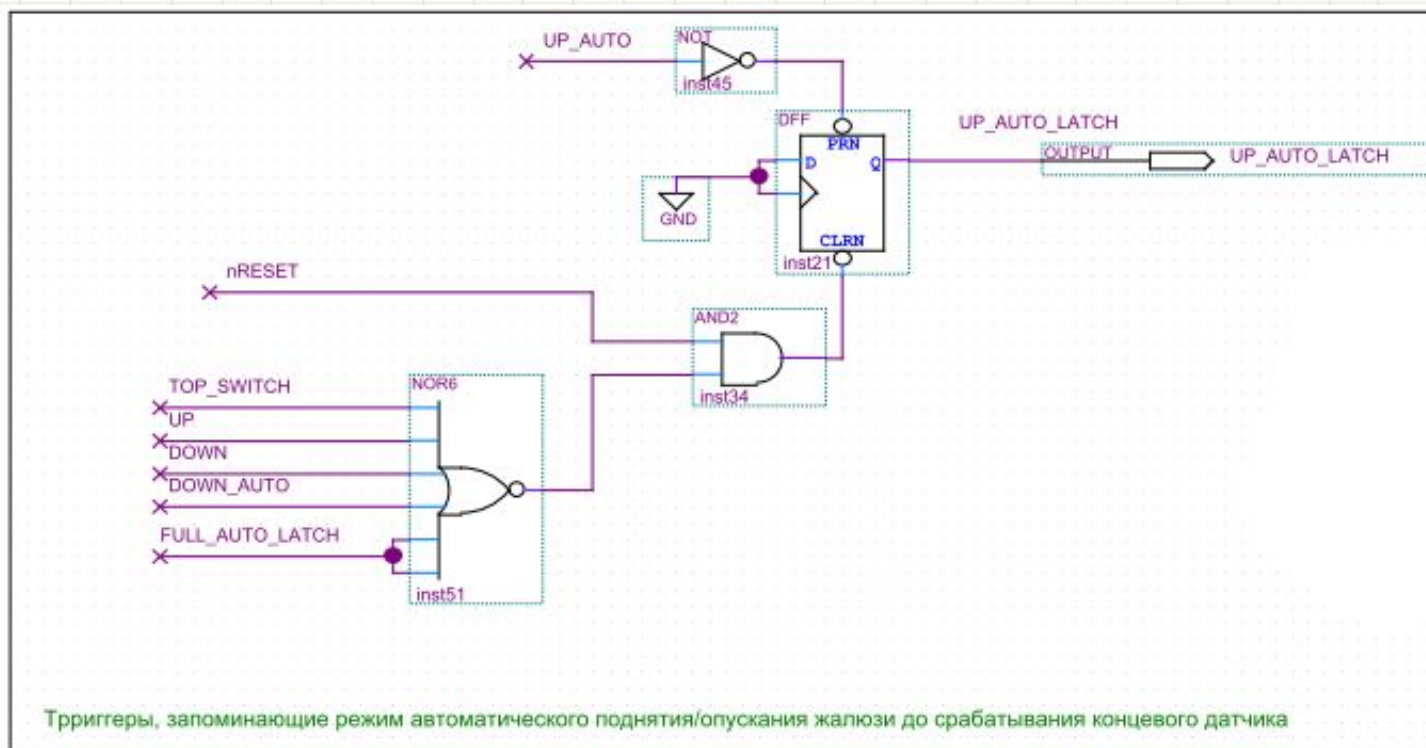 UP_AUTO
NOT
inst45
DFF
PRN
D
Q
CLRN
inst21
UP_AUTO_LATCH
OUTPUT
UP_AUTO_LATCH
GND
nRESET
AND2
inst34
TOP_SWITCH
UP
DOWN
DOWN_AUTO
FULL_AUTO_LATCH
NOR6
inst51
Трриггеры, запоминающие режим автоматического поднятия/опускания жалюзи до срабатывания концевого датчика